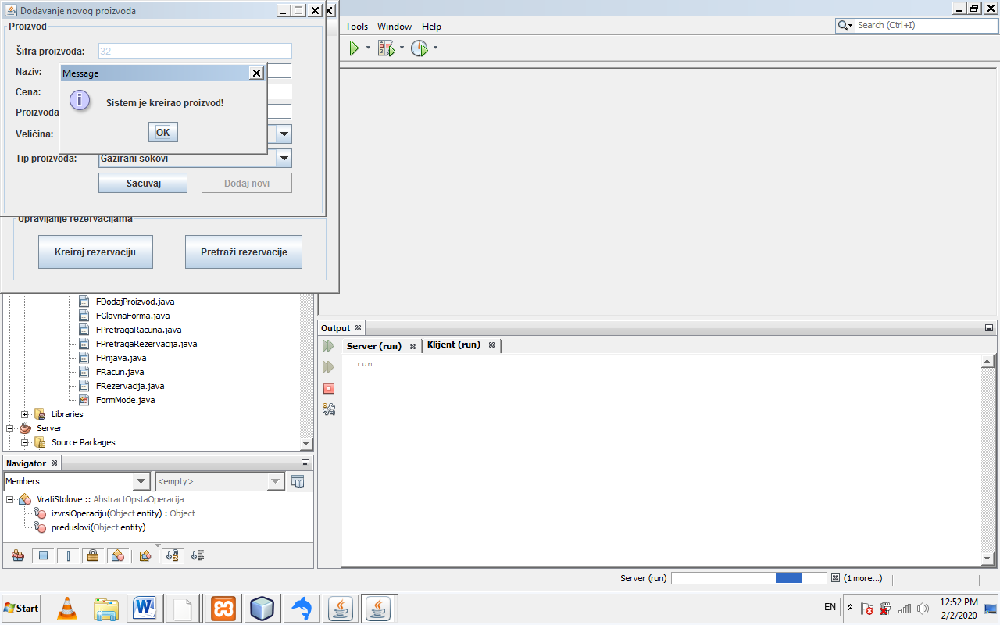 Dodavanje novog proizvoda
Tools Window Help
Search (Ctrl+I)
Proizvod
Šifra proizvoda: 32
Naziv:
Cena:
Proizvođa
Veličina:
Tip proizvoda: Gazirani sokovi
Message
Sistem je kreirao proizvod!
OK
Sacuvaj Dodaj novi
Upravljanje rezervacijama
Kreiraj rezervaciju Pretraži rezervacije
FDodajProizvod.java
FGlavnaForma.java
FPretragaRacuna.java
FPretragaRezervacija.java
FPrijava.java
FRacun.java
FRezervacija.java
FormMode.java
Libraries
Server
Source Packages
Output
Server (run) Klijent (run)
run:
Navigator
Members <empty>
VratiStolove :: AbstractOpstaOperacija
izvrsiOperaciju(Object entity) : Object
preduslovi(Object entity)
Server (run) (1 more...)
Start
EN
12:52 PM
2/2/2020